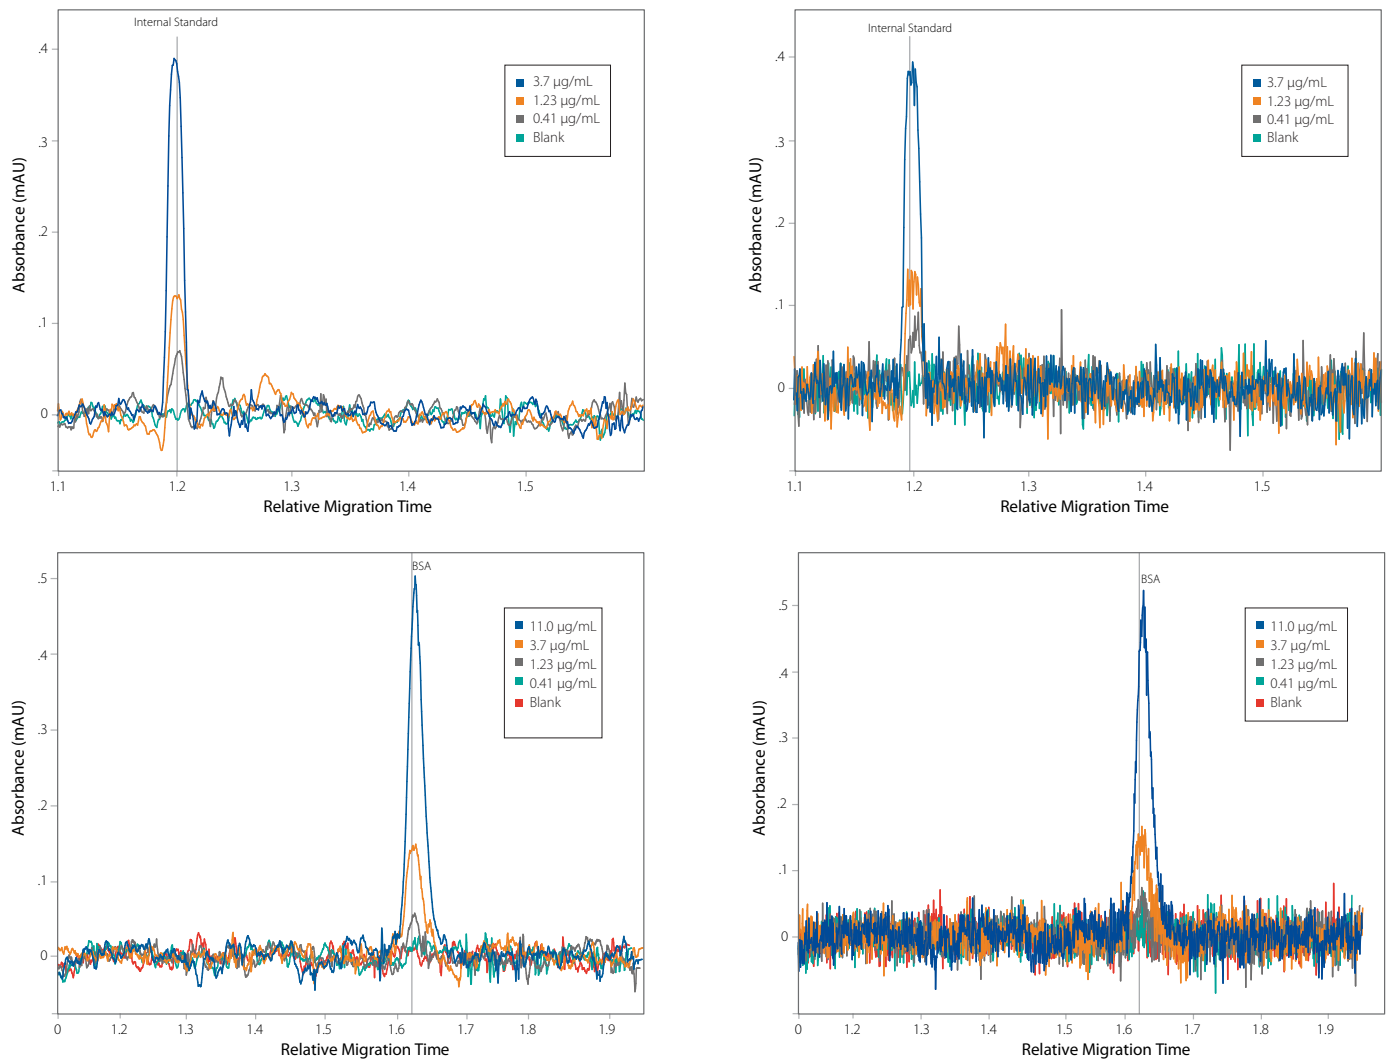 Internal Standard
.4
.3
.2
.1
0
Absorbance (mAU)
3.7 µg/mL
1.23 µg/mL
0.41 µg/mL
Blank
1.1 1.2 1.3 1.4 1.5
Relative Migration Time
Internal Standard
.4
.3
.2
.1
0
Absorbance (mAU)
3.7 µg/mL
1.23 µg/mL
0.41 µg/mL
Blank
1.1 1.2 1.3 1.4 1.5
Relative Migration Time
BSA
.5
.4
.3
.2
.1
0
Absorbance (mAU)
11.0 µg/mL
3.7 µg/mL
1.23 µg/mL
0.41 µg/mL
Blank
0 1.2 1.3 1.4 1.5 1.6 1.7 1.8 1.9
Relative Migration Time
BSA
.5
.4
.3
.2
.1
0
Absorbance (mAU)
11.0 µg/mL
3.7 µg/mL
1.23 µg/mL
0.41 µg/mL
Blank
0 1.2 1.3 1.4 1.5 1.6 1.7 1.8 1.9
Relative Migration Time